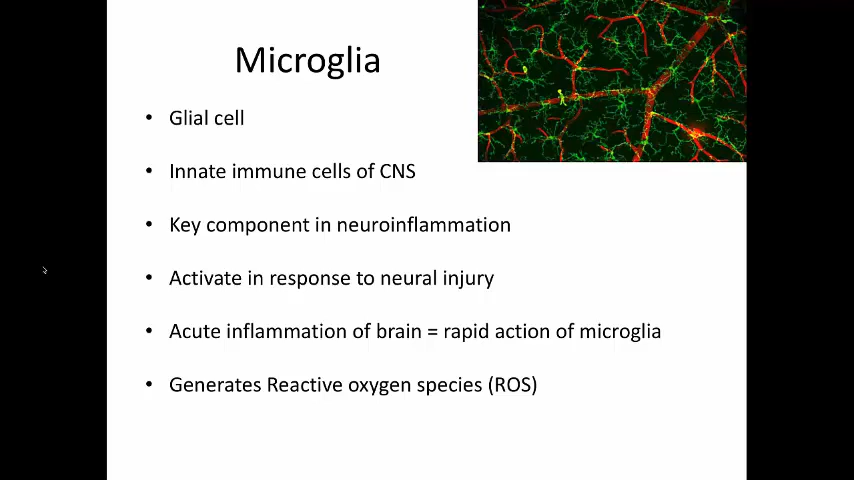 Microglia
• Glial cell
• Innate immune cells of CNS
• Key component in neuroinflammation
• Activate in response to neural injury
• Acute inflammation of brain = rapid action of microglia
• Generates Reactive oxygen species (ROS)